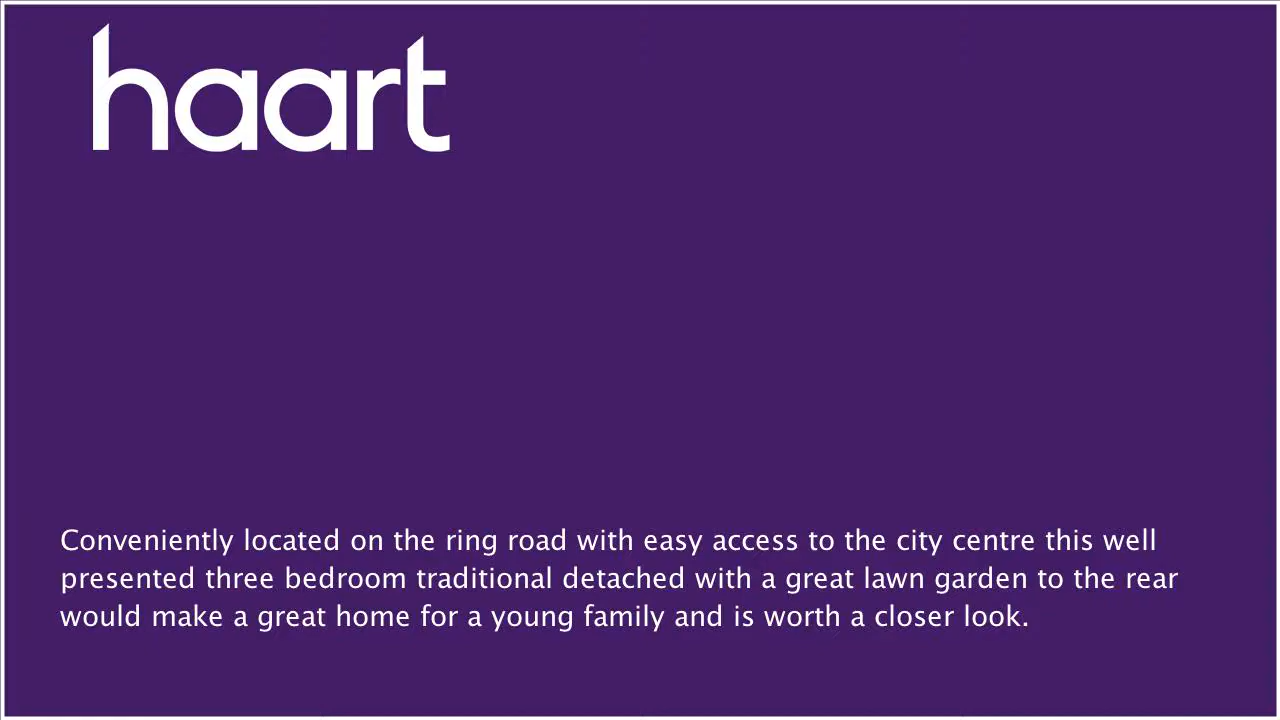 haart
Conveniently located on the ring road with easy access to the city centre this well
presented three bedroom traditional detached with a great lawn garden to the rear
would make a great home for a young family and is worth a closer look.